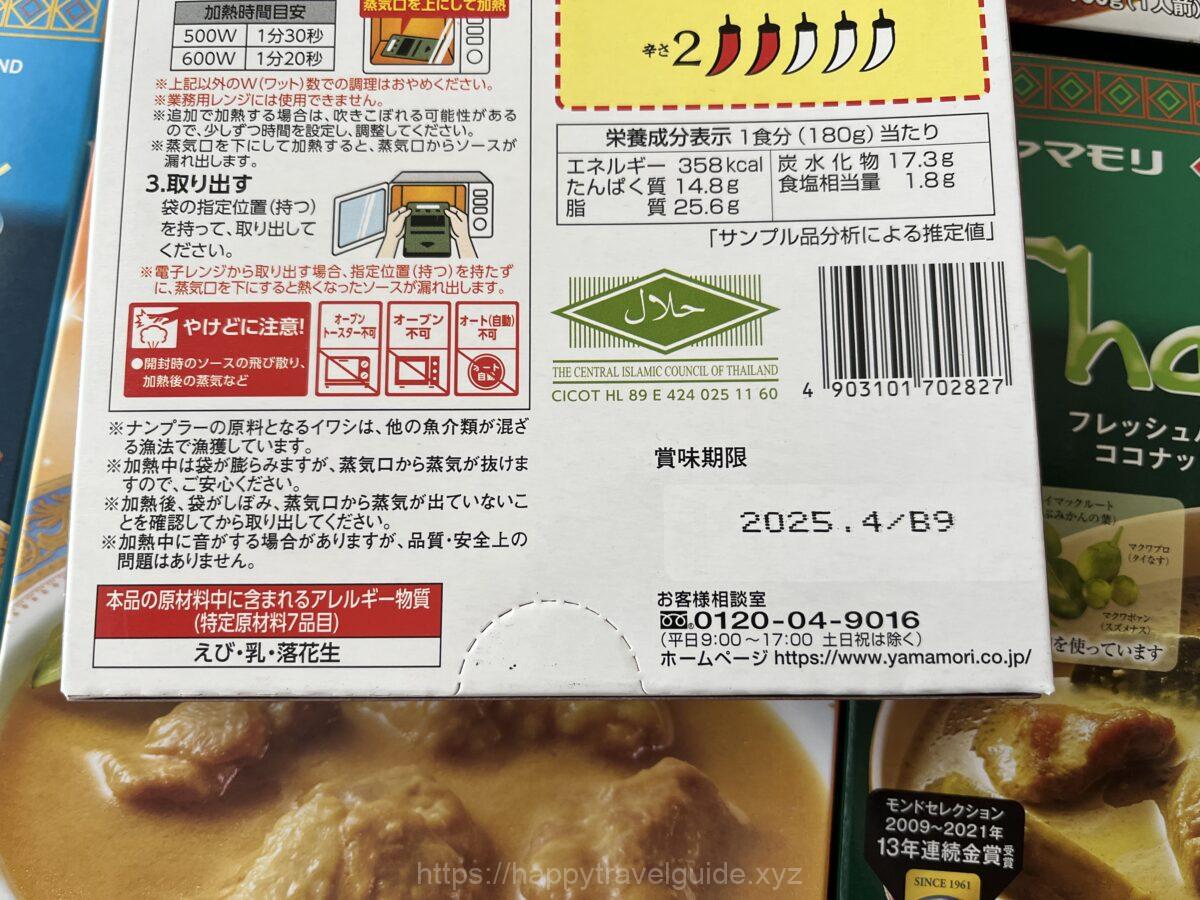 加熱時間目安
500W 1分30秒
600W 1分20秒
蒸気口を上にして加熱
※上記以外のW(ワット)数での調理はおやめください。
※業務用レンジには使用できません。
※追加で加熱する場合は、吹きこぼれる可能性がある
ので、少しずつ時間を設定し、調整してください。
※蒸気口を下にして加熱すると、蒸気口からソースが
漏れ出します。
3.取り出す
袋の指定位置(持つ)
を持って、取り出して
ください。
※電子レンジから取り出す場合、指定位置(持つ)を持たず
に、蒸気口を下にすると熱くなったソースが漏れ出します。
やけどに注意!
●開封時のソースの飛び散り、
加熱後の蒸気など
オーブン
トースター不可
オーブン
不可
オート(自動)
不可
オート
自動
※ナンプラーの原料となるイワシは、他の魚介類が混ざ
る漁法で漁獲しています。
※加熱中は袋が膨らみますが、蒸気口から蒸気が抜けま
すので、ご安心ください。
※加熱後、袋がしぼみ、蒸気口から蒸気が出ていないこ
とを確認してから取り出してください。
※加熱中に音がする場合がありますが、品質・安全上の
問題はありません。
本品の原材料中に含まれるアレルギー物質
(特定原材料7品目)
えび・乳・落花生
辛さ2
栄養成分表示 1食分(180g)当たり
エネルギー 358kcal 炭水化物 17.3g
たんぱく質 14.8g 食塩相当量 1.8g
脂質 25.6g
「サンプル品分析による推定値」
حلال
THE CENTRAL ISLAMIC COUNCIL OF THAILAND
CICOT HL 89 E 424 025 11 60
4 903101 702827
賞味期限
2025.4/B9
お客様相談室
0120-04-9016
(平日9:00〜17:00 土日祝は除く)
ホームページ https://www.yamamori.co.jp/
ND
(1人前)
ヤマモリ
フレッシュ
ココナッ
マクワプロ
(タイなす)
マクワポァン
(スズメナス)
を使っています
モンドセレクション
2009〜2021年
13年連続金賞受賞
SINCE 1961
https://happytravelguide.xyz